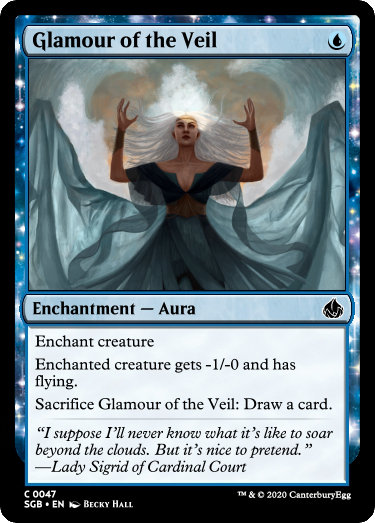 Glamour of the Veil
Enchantment — Aura
Enchant creature
Enchanted creature gets -1/-0 and has
flying.
Sacrifice Glamour of the Veil: Draw a card.
“I suppose I’ll never know what it’s like to soar
beyond the clouds. But it’s nice to pretend.”
—Lady Sigrid of Cardinal Court
C 0047
SGB • EN Becky Hall
™ & © 2020 CanterburyEgg